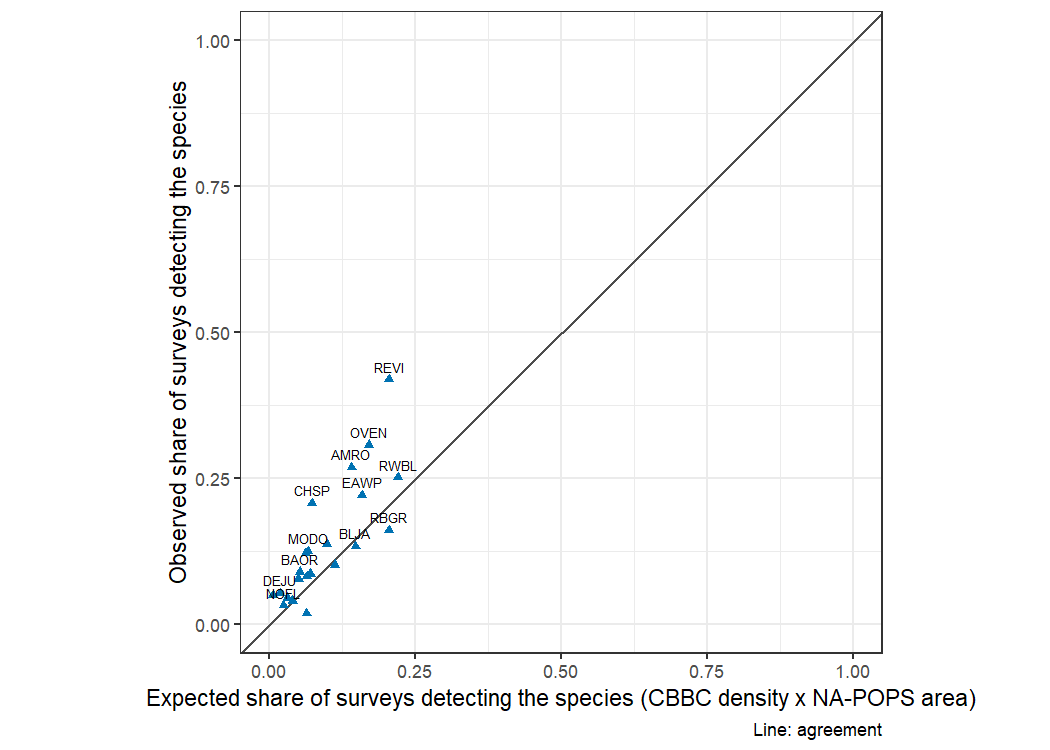 Observed share of surveys detecting the species
1.00
0.75
0.50
0.25
0.00
REVI
OVEN
AMRO
RWBL
EAWP
CHSP
RBGR
BLJA
MODO
BAOR
DEJU
NOFL
0.00 0.25 0.50 0.75 1.00
Expected share of surveys detecting the species (CBBC density x NA-POPS area)
Line: agreement